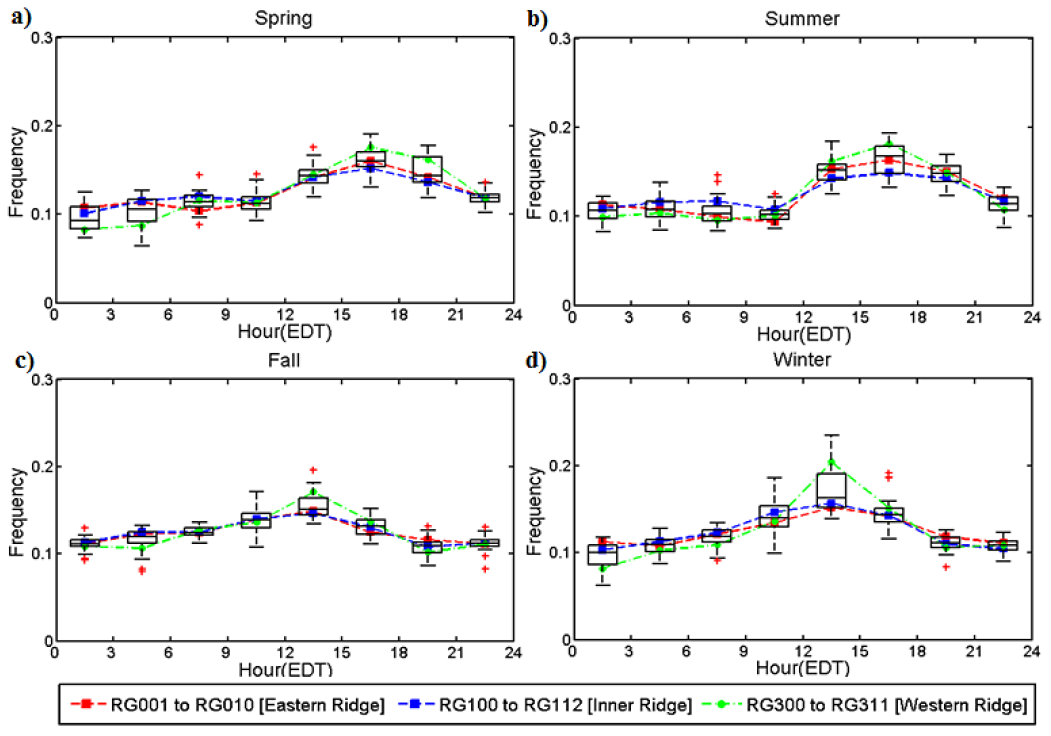 a) Spring
0.3
0.2
0.1
0
Frequency
0 3 6 9 12 15 18 21 24
Hour(EDT)
b) Summer
0.3
0.2
0.1
0
Frequency
0 3 6 9 12 15 18 21 24
Hour(EDT)
c) Fall
0.3
0.2
0.1
0
Frequency
0 3 6 9 12 15 18 21 24
Hour(EDT)
d) Winter
0.3
0.2
0.1
0
Frequency
0 3 6 9 12 15 18 21 24
Hour(EDT)
RG001 to RG010 [Eastern Ridge] RG100 to RG112 [Inner Ridge] RG300 to RG311 [Western Ridge]